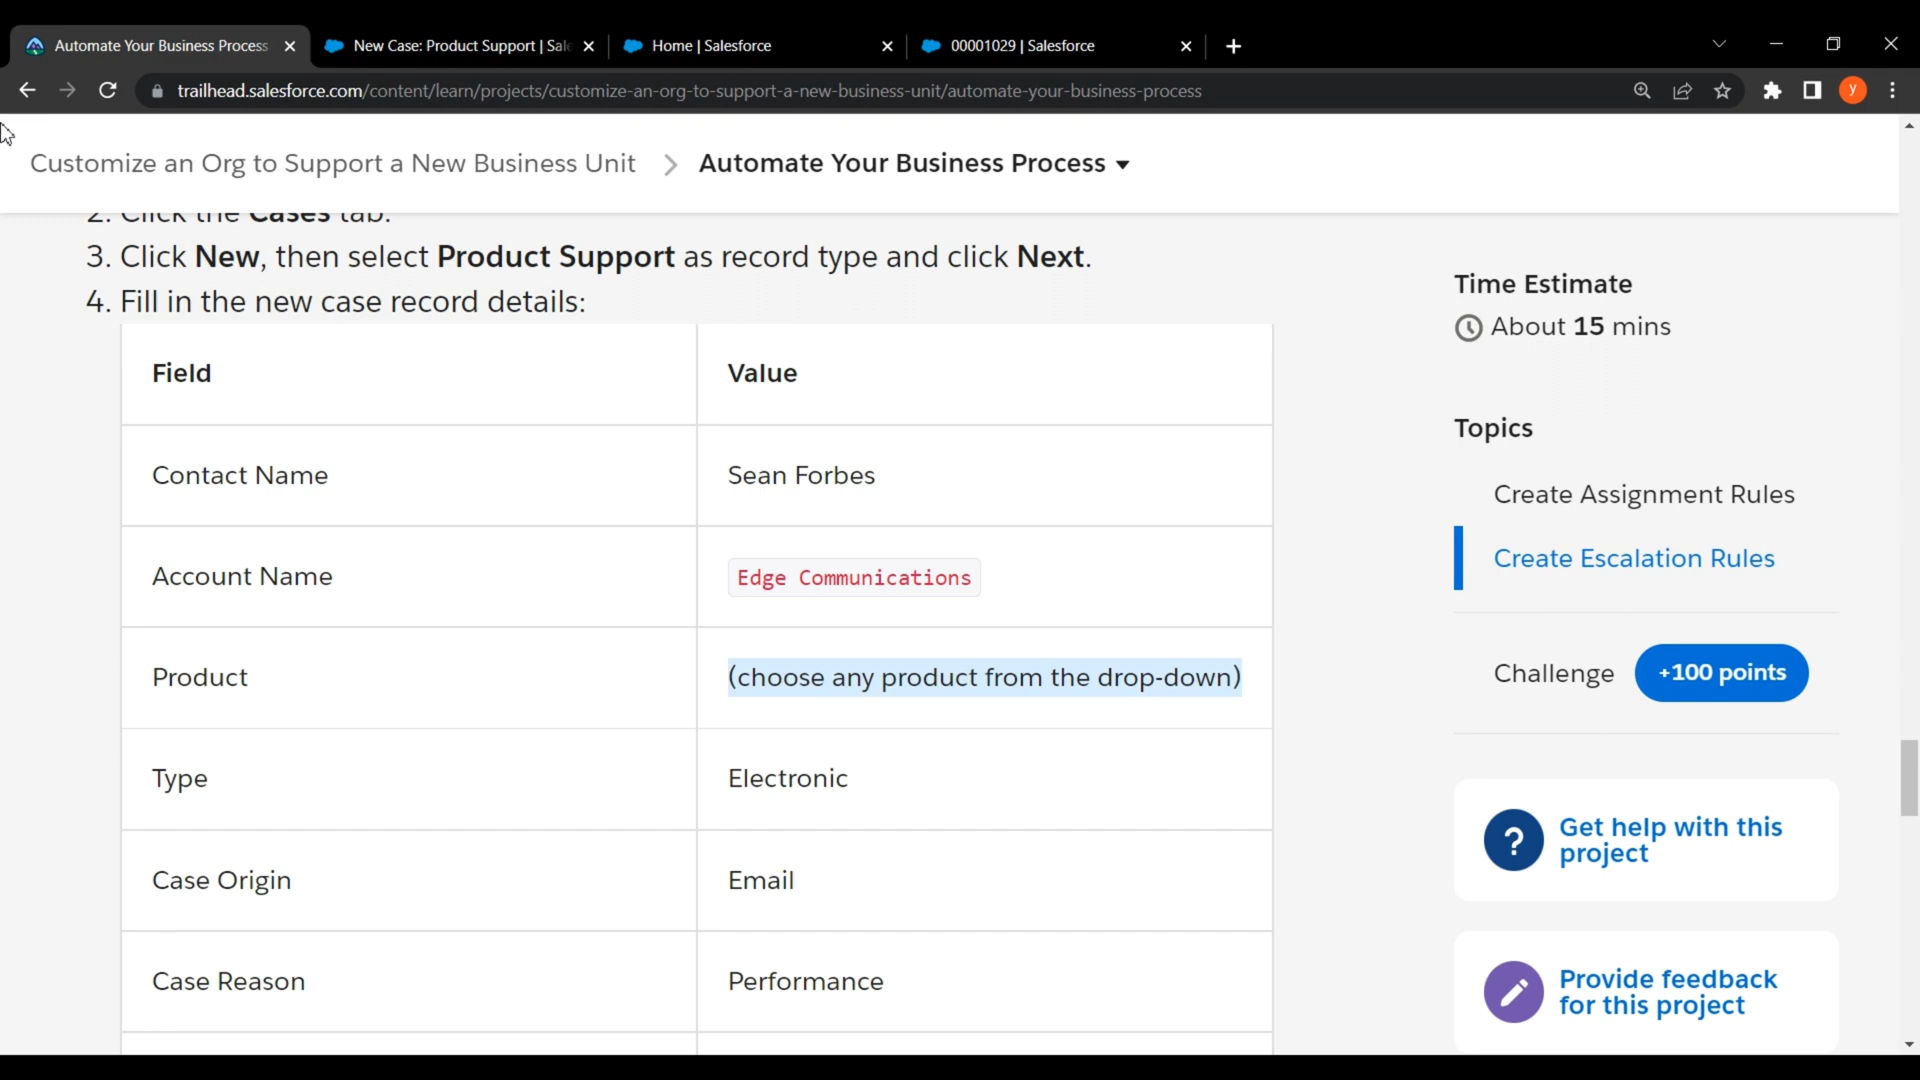 Automate Your Business Process
New Case: Product Support | Sale
Home | Salesforce
00001029 | Salesforce
trailhead.salesforce.com/content/learn/projects/customize-an-org-to-support-a-new-business-unit/automate-your-business-process
y
Customize an Org to Support a New Business Unit
Automate Your Business Process
2. Click the Cases tab.
3. Click New, then select Product Support as record type and click Next.
4. Fill in the new case record details:
Field Value
Contact Name Sean Forbes
Account Name Edge Communications
Product (choose any product from the drop-down)
Type Electronic
Case Origin Email
Case Reason Performance
Time Estimate
About 15 mins
Topics
Create Assignment Rules
Create Escalation Rules
Challenge +100 points
?
Get help with this
project
Provide feedback
for this project